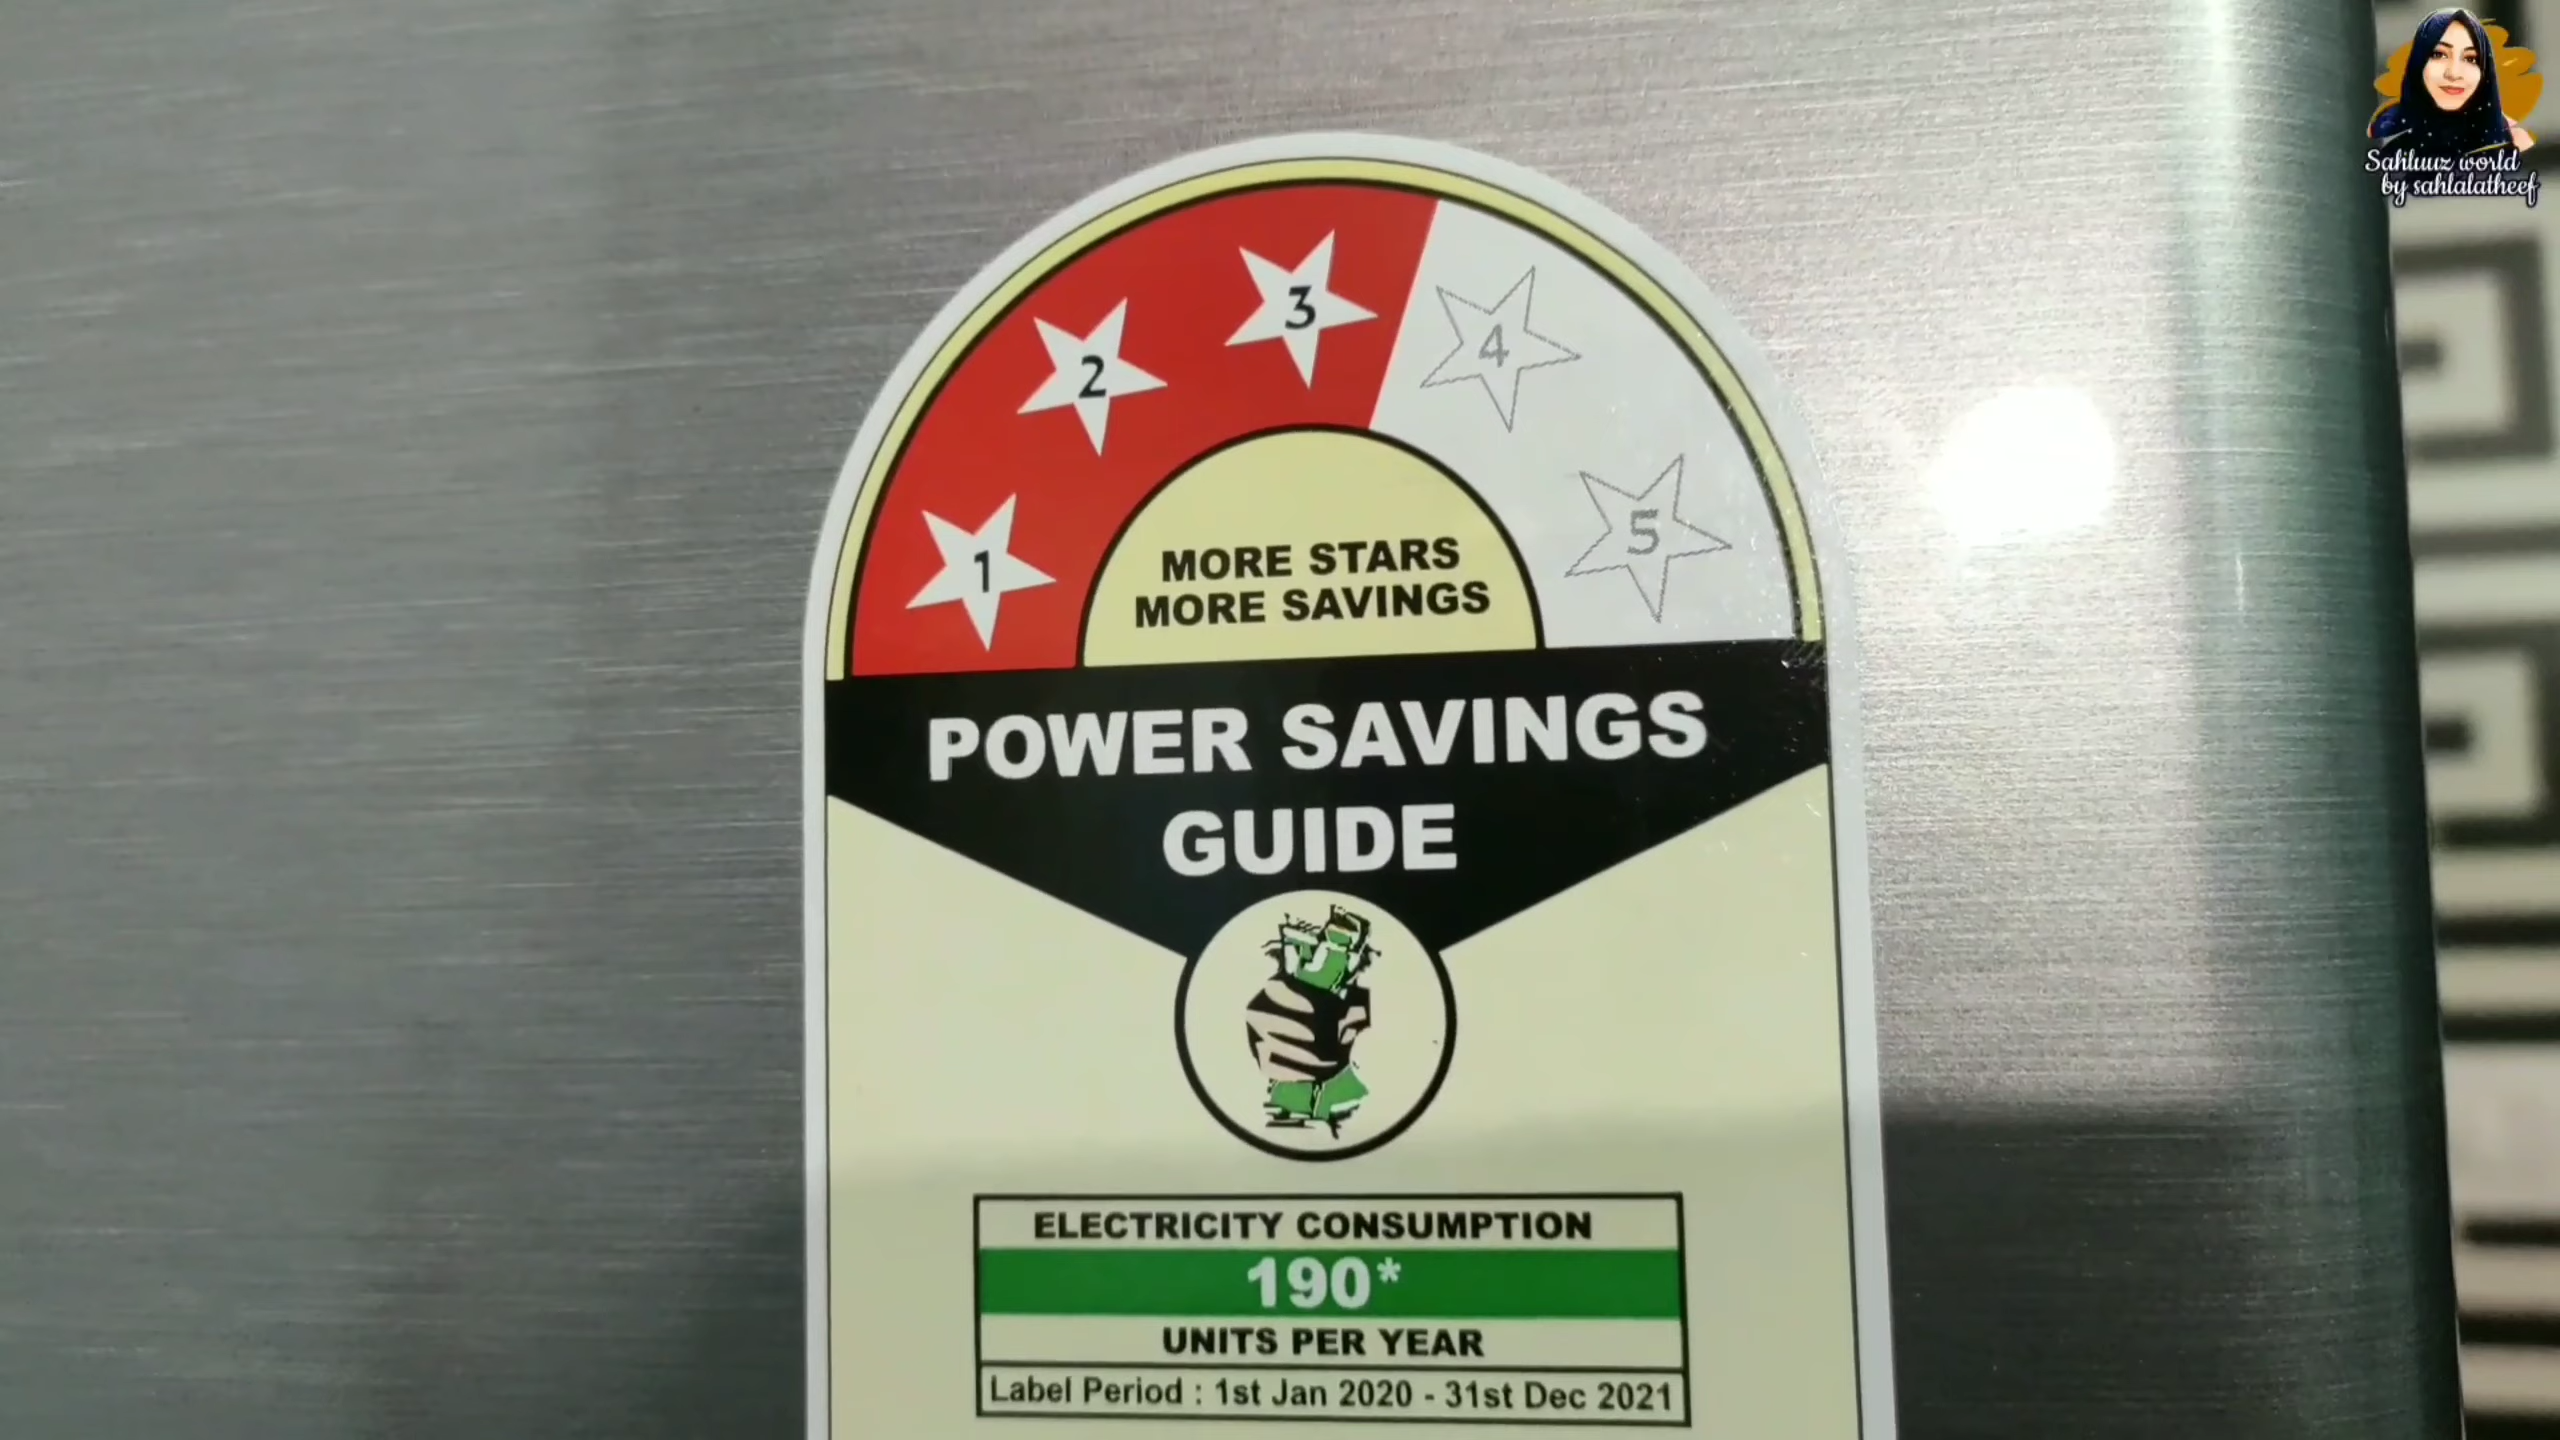 Sahluuz world
by sahlalatheef
1
2
3
4
5
MORE STARS
MORE SAVINGS
POWER SAVINGS
GUIDE
ELECTRICITY CONSUMPTION
190*
UNITS PER YEAR
Label Period : 1st Jan 2020 - 31st Dec 2021